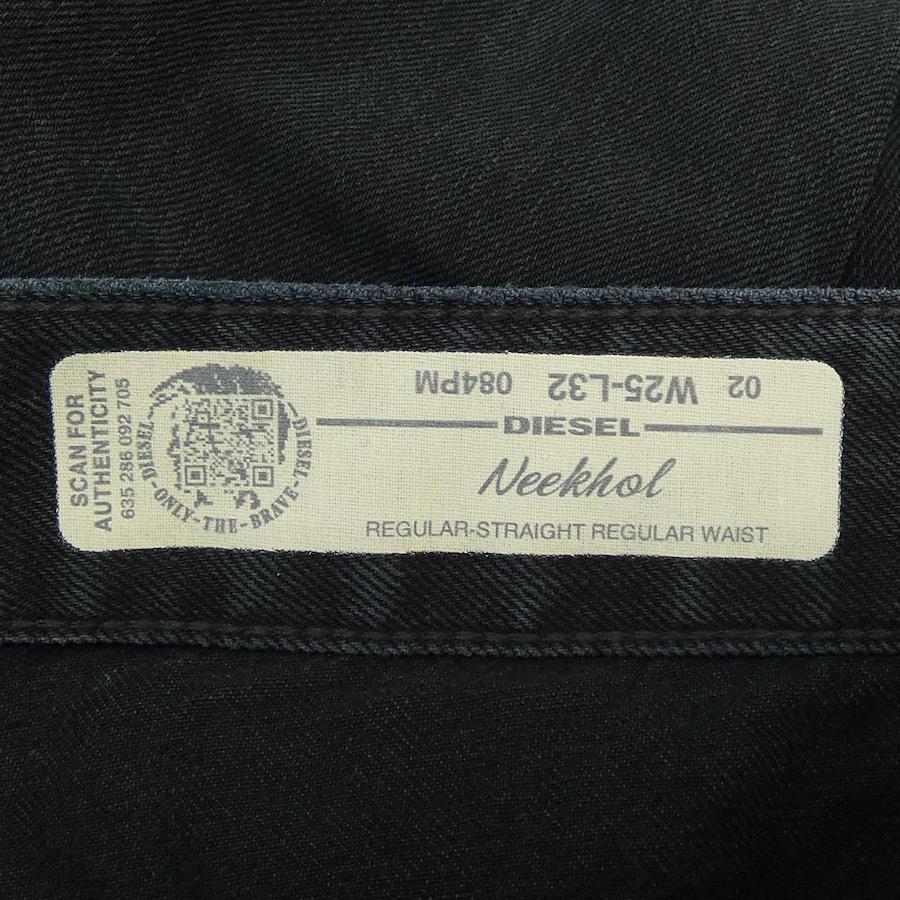 SCAN FOR
AUTHENTICITY
635 286 092 705
DIESEL
ONLY-THE-BRAVE-DIESEL
02 W25-L32 084PM
DIESEL
Neekhol
REGULAR-STRAIGHT REGULAR WAIST